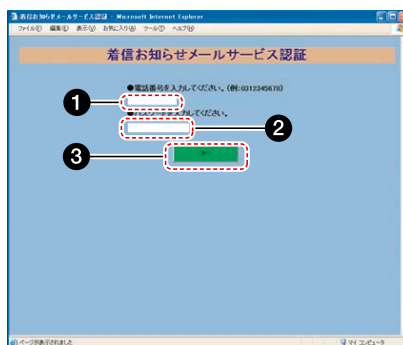 着信お知らせメールサービス認証 - Microsoft Internet Explorer
ファイル(F) 編集(E) 表示(V) お気に入り(A) ツール(T) ヘルプ(H)
着信お知らせメールサービス認証
●電話番号を入力してください。(例:0312345678)
1
●パスワードを入力してください。
2
3
ページが表示されました
マイ コンピュータ